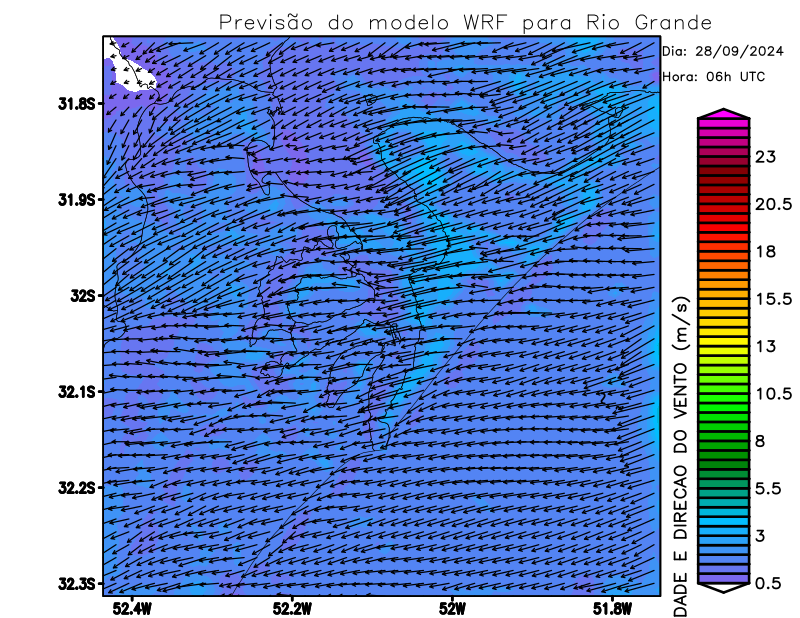 Previsão do modelo WRF para Rio Grande
Dia: 28/09/2024
Hora: 06h UTC
31.8S
31.9S
32S
32.1S
32.2S
32.3S
52.4W
52.2W
52W
51.8W
23
20.5
18
15.5
13
10.5
8
5.5
3
0.5
DADE E DIRECAO DO VENTO (m/s)